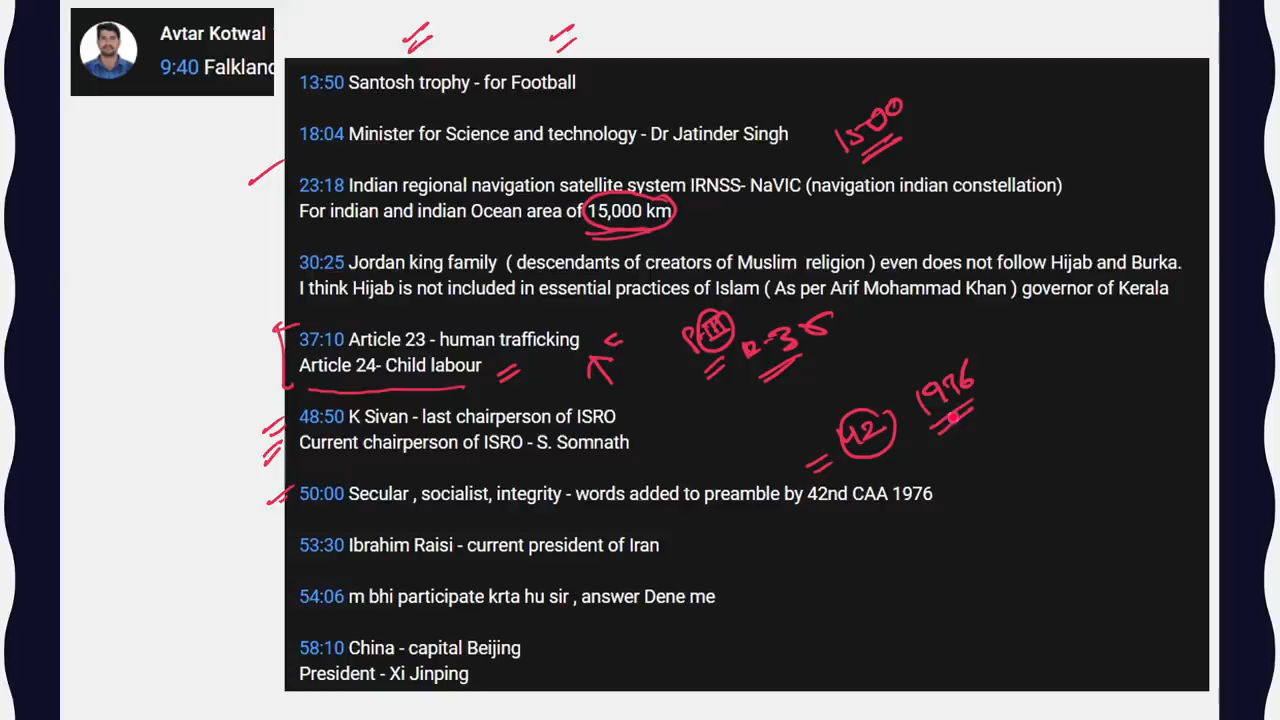 Avtar Kotwal
9:40 Falkland
13:50 Santosh trophy - for Football
18:04 Minister for Science and technology - Dr Jatinder Singh
1500
23:18 Indian regional navigation satellite system IRNSS- NaVIC (navigation indian constellation)
For indian and indian Ocean area of 15,000 km
30:25 Jordan king family ( descendants of creators of Muslim religion ) even does not follow Hijab and Burka.
I think Hijab is not included in essential practices of Islam ( As per Arif Mohammad Khan ) governor of Kerala
37:10 Article 23 - human trafficking
Article 24- Child labour
1976
48:50 K Sivan - last chairperson of ISRO
42
Current chairperson of ISRO - S. Somnath
50:00 Secular , socialist, integrity - words added to preamble by 42nd CAA 1976
53:30 Ibrahim Raisi - current president of Iran
54:06 m bhi participate krta hu sir , answer Dene me
58:10 China - capital Beijing
President - Xi Jinping